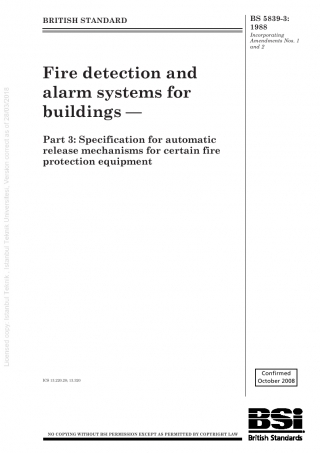 BRITISH STANDARD
BS 5839-3:
1988
Incorporating
Amendments Nos. 1
and 2
Fire detection and
alarm systems for
buildings —
Part 3: Specification for automatic
release mechanisms for certain fire
protection equipment
Confirmed
October 2008
NO COPYING WITHOUT BSI PERMISSION EXCEPT AS PERMITTED BY COPYRIGHT LAW
BSi
British Standards